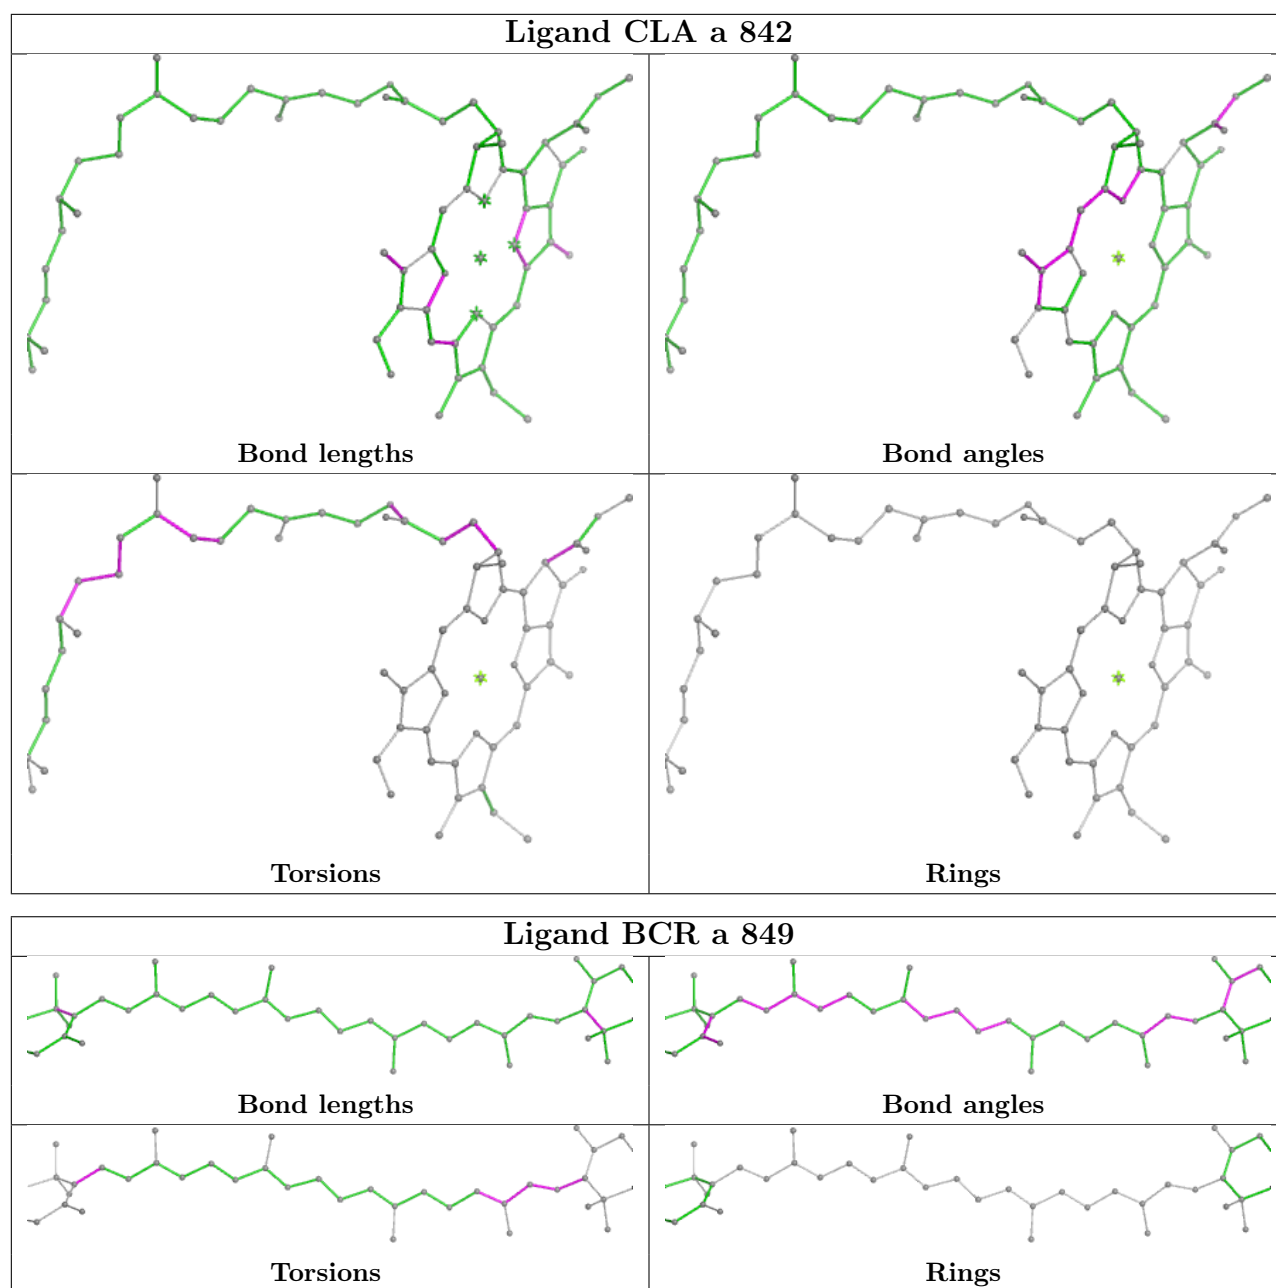 Ligand CLA a 842
Bond lengths
Bond angles
Torsions
Rings
Ligand BCR a 849
Bond lengths
Bond angles
Torsions
Rings